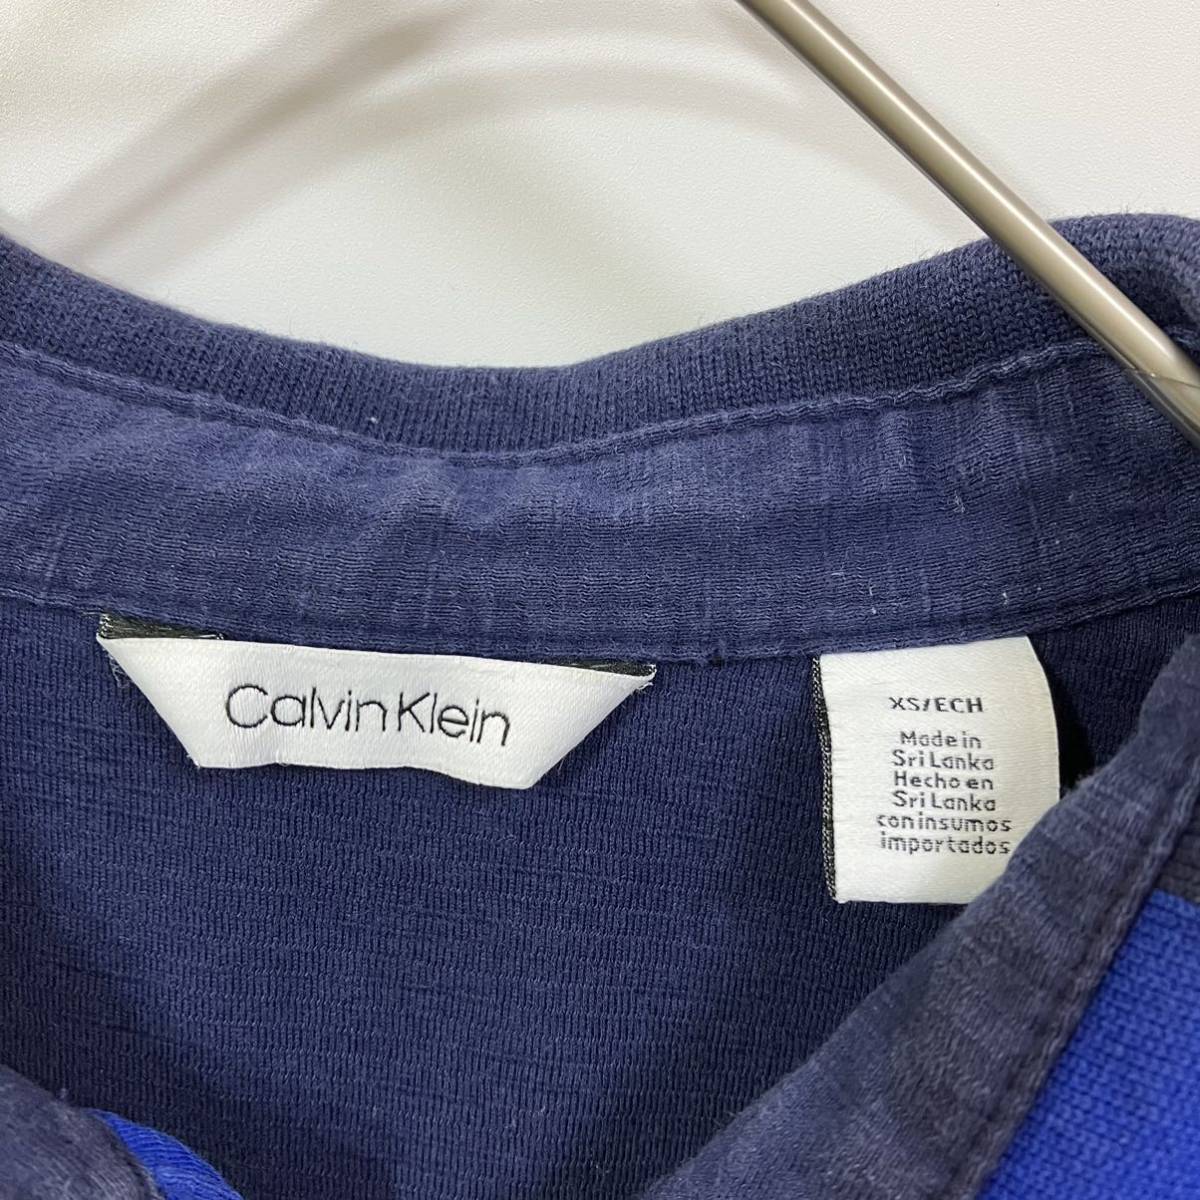 Calvin Klein
XS/ECH
Made in
Sri Lanka
Hecho en
Sri Lanka
con insumos
importados